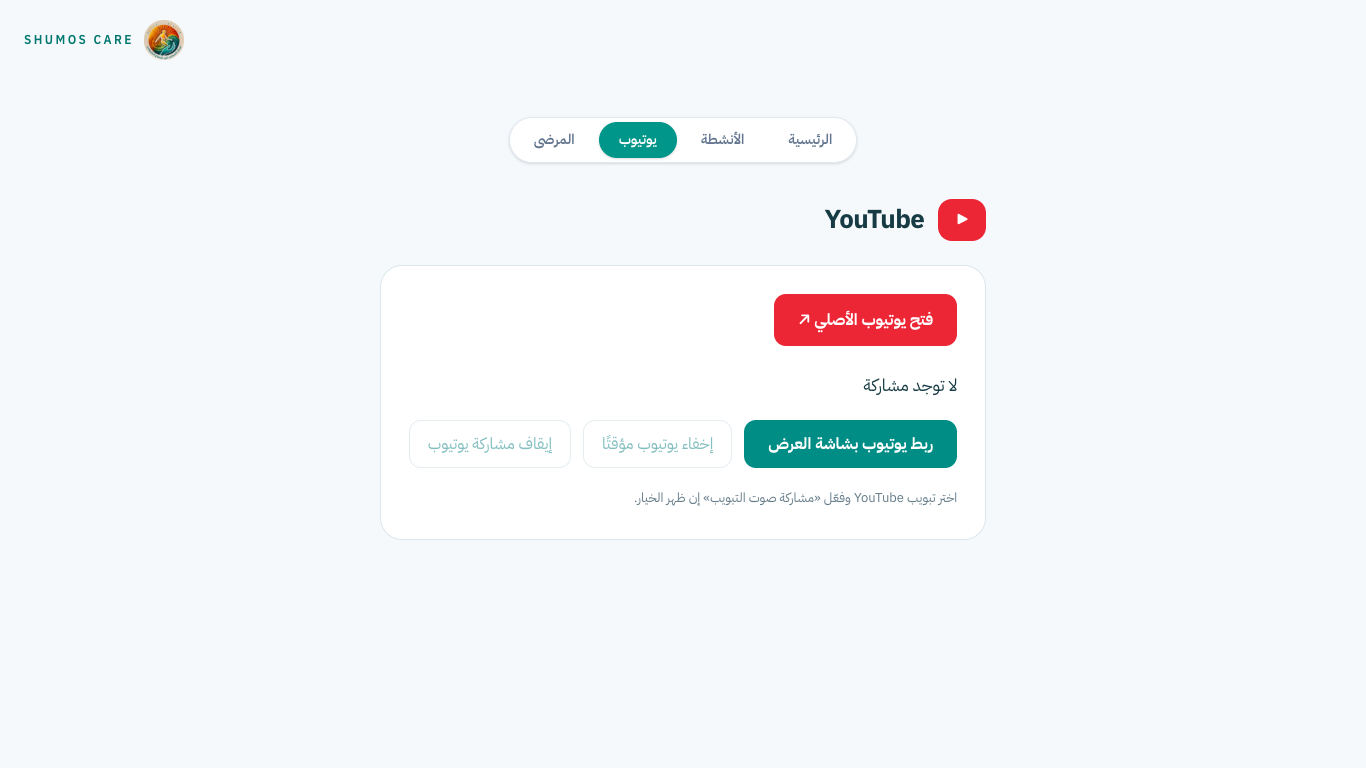 SHUMOS CARE
الرئيسية الأنشطة يوتيوب المرضى
YouTube
فتح يوتيوب الأصلي ↗
لا توجد مشاركة
ربط يوتيوب بشاشة العرض إخفاء يوتيوب مؤقتًا إيقاف مشاركة يوتيوب
اختر تبويب YouTube وفعّل «مشاركة صوت التبويب» إن ظهر الخيار.